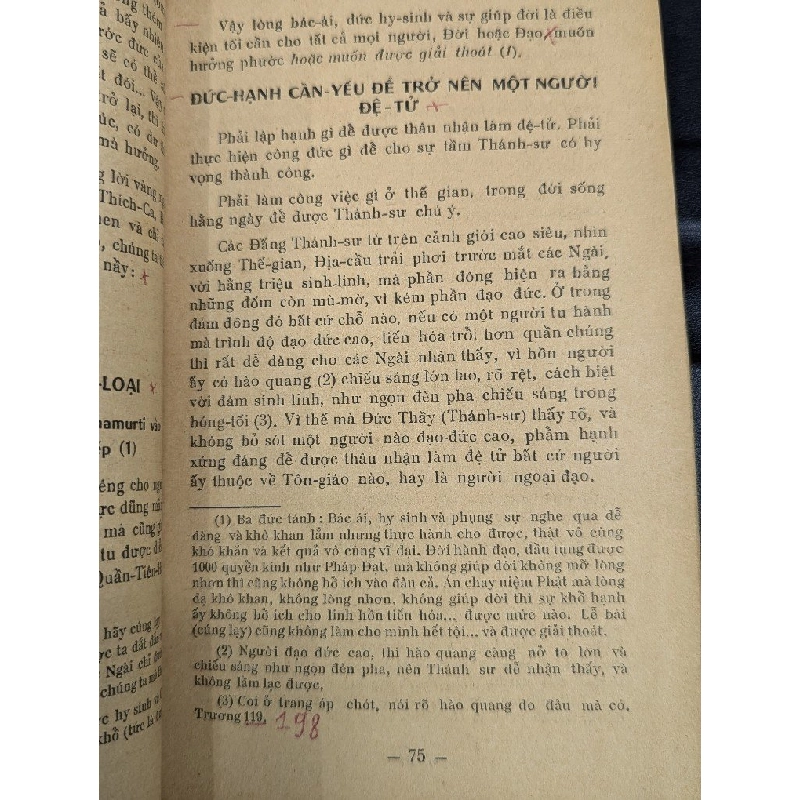 Vậy lòng bác-ái, đức hy-sinh và sự giúp đời là điều
kiện tối cần cho tất cả mọi người, Đời hoặc Đạo, muốn
hưởng phước hoặc muốn được giải thoát (1).
ĐỨC-HẠNH CẦN-YẾU ĐỂ TRỞ NÊN MỘT NGƯỜI
ĐỆ-TỬ
Phải lập hạnh gì để được thâu nhận làm đệ-tử. Phải
thực hiện công đức gì để cho sự tầm Thánh-sư có hy
vọng thành công.
Phải làm công việc gì ở thế gian, trong đời sống
hằng ngày để được Thánh-sư chú ý.
Các Đấng Thánh-sư từ trên cảnh giới cao siêu, nhìn
xuống Thế-gian, Địa-cầu trải phơi trước mắt các Ngài,
với hằng triệu sinh-linh, mà phần đông hiện ra bằng
những đốm còn mù-mờ, vì kém phần đạo đức. Ở trong
đám đông đó bất cứ chỗ nào, nếu có một người tu hành
mà trình độ đạo đức cao, tiến hóa trổi hơn quần chúng
thì rất dễ dàng cho các Ngài nhận thấy, vì hồn người
ấy có hào quang (2) chiếu sáng lớn lao, rõ rệt, cách biệt
với đám sinh linh, như ngọn đèn pha chiếu sáng trong
bóng-tối (3). Vì thế mà Đức Thầy (Thánh-sư) thấy rõ, và
không bỏ sót một người nào đạo-đức cao, phẩm hạnh
xứng đáng để được thâu nhận làm đệ tử bất cứ người
ấy thuộc về Tôn-giáo nào, hay là người ngoại đạo.
(1) Ba đức tánh : Bác ái, hy sinh và phụng sự nghe qua dễ
dàng và khô khan lắm nhưng thực hành cho được, thật vô cùng
khó khăn và kết quả vô cùng vĩ đại. Đời hành đạo, dầu tụng được
1000 quyển kinh như Pháp Đạt, mà không giúp đời không mở lòng
nhơn thì cũng không bổ ích vào đâu cả. Ăn chay niệm Phật mà lòng
dạ khô khan, không lòng nhơn, không giúp đời thì sự khổ hạnh
ấy không bổ ích cho linh hồn tiến hóa... được mức nào. Lễ bái
(cúng lạy) cũng không làm cho mình hết tội... và được giải thoát.
(2) Người đạo đức cao, thì hào quang càng nở to lớn và
chiếu sáng như ngọn đèn pha, nên Thánh sư dễ nhận thấy, và
không lầm lạc được.
(3) Coi ở trang áp chót, nói rõ hào quang do đâu mà có.
Trương 119. 198
— 75 —
-LOẠI
namurti và
ếp (1)